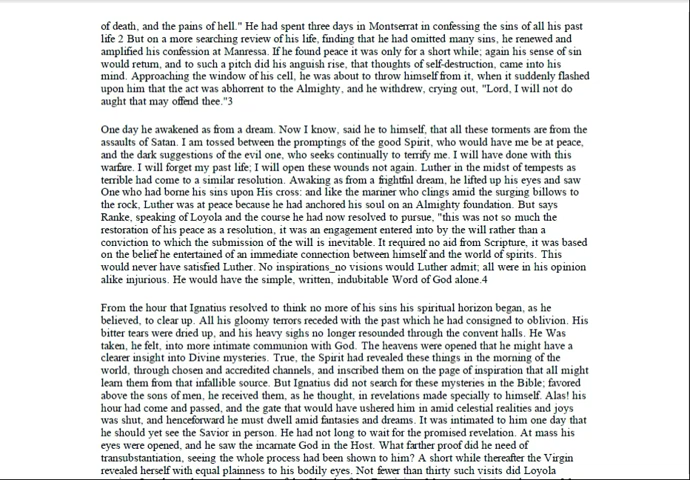 of death, and the pains of hell." He had spent three days in Montserrat in confessing the sins of all his past
life 2 But on a more searching review of his life, finding that he had omitted many sins, he renewed and
amplified his confession at Manressa. If he found peace it was only for a short while; again his sense of sin
would return, and to such a pitch did his anguish rise, that thoughts of self-destruction, came into his
mind. Approaching the window of his cell, he was about to throw himself from it, when it suddenly flashed
upon him that the act was abhorrent to the Almighty, and he withdrew, crying out, "Lord, I will not do
aught that may offend thee."3
One day he awakened as from a dream. Now I know, said he to himself, that all these torments are from the
assaults of Satan. I am tossed between the promptings of the good Spirit, who would have me be at peace,
and the dark suggestions of the evil one, who seeks continually to terrify me. I will have done with this
warfare. I will forget my past life; I will open these wounds not again. Luther in the midst of tempests as
terrible had come to a similar resolution. Awaking as from a frightful dream, he lifted up his eyes and saw
One who had borne his sins upon His cross: and like the mariner who clings amid the surging billows to
the rock, Luther was at peace because he had anchored his soul on an Almighty foundation. But says
Ranke, speaking of Loyola and the course he had now resolved to pursue, "this was not so much the
restoration of his peace as a resolution, it was an engagement entered into by the will rather than a
conviction to which the submission of the will is inevitable. It required no aid from Scripture, it was based
on the belief he entertained of an immediate connection between himself and the world of spirits. This
would never have satisfied Luther. No inspirations_no visions would Luther admit; all were in his opinion
alike injurious. He would have the simple, written, indubitable Word of God alone.4
From the hour that Ignatius resolved to think no more of his sins his spiritual horizon began, as he
believed, to clear up. All his gloomy terrors receded with the past which he had consigned to oblivion. His
bitter tears were dried up, and his heavy sighs no longer resounded through the convent halls. He Was
taken, he felt, into more intimate communion with God. The heavens were opened that he might have a
clearer insight into Divine mysteries. True, the Spirit had revealed these things in the morning of the
world, through chosen and accredited channels, and inscribed them on the page of inspiration that all might
learn them from that infallible source. But Ignatius did not search for these mysteries in the Bible; favored
above the sons of men, he received them, as he thought, in revelations made specially to himself. Alas! his
hour had come and passed, and the gate that would have ushered him in amid celestial realities and joys
was shut, and henceforward he must dwell amid fantasies and dreams. It was intimated to him one day that
he should yet see the Savior in person. He had not long to wait for the promised revelation. At mass his
eyes were opened, and he saw the incarnate God in the Host. What farther proof did he need of
transubstantiation, seeing the whole process had been shown to him? A short while thereafter the Virgin
revealed herself with equal plainness to his bodily eyes. Not fewer than thirty such visits did Loyola